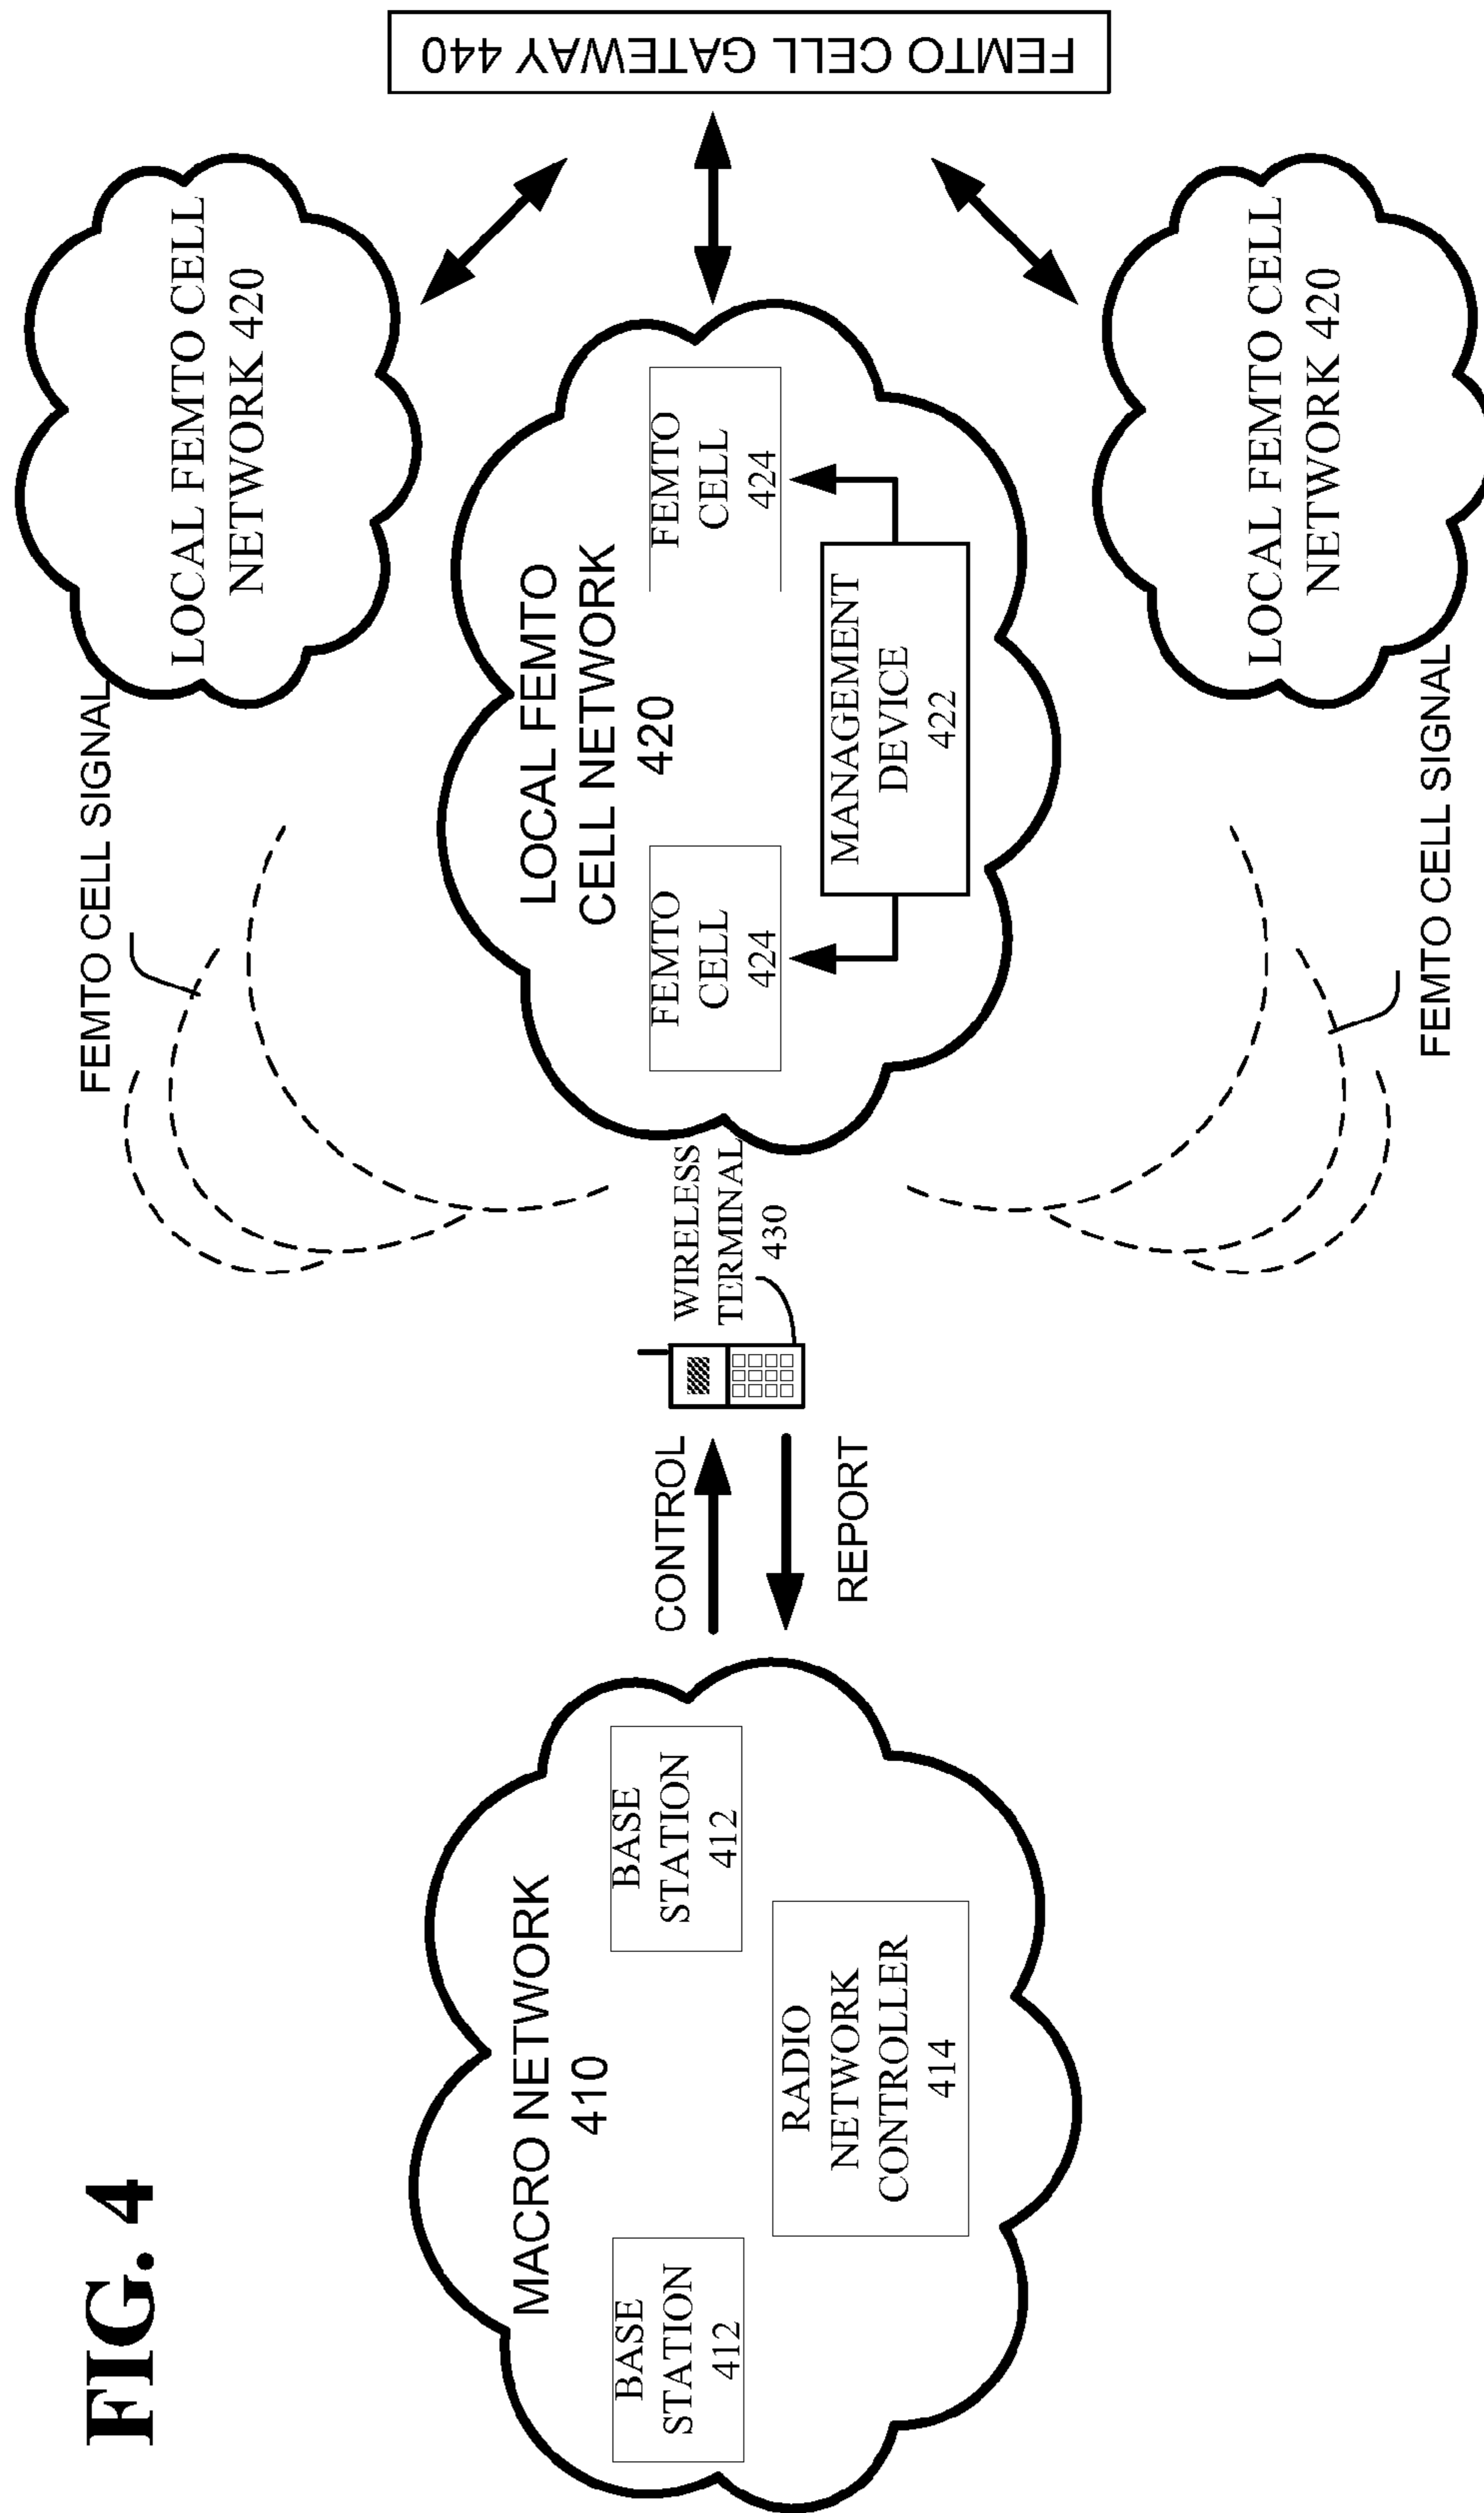 FIG. 4
MACRO NETWORK
410
BASE
STATION
412
BASE
STATION
412
RADIO
NETWORK
CONTROLLER
414
CONTROL
REPORT
WIRELESS
TERMINAL
430
FEMTO CELL SIGNAL
LOCAL FEMTO CELL
NETWORK 420
LOCAL FEMTO
CELL NETWORK
420
FEMTO
CELL
424
FEMTO
CELL
424
MANAGEMENT
DEVICE
422
FEMTO CELL SIGNAL
LOCAL FEMTO CELL
NETWORK 420
FEMTO CELL GATEWAY 440